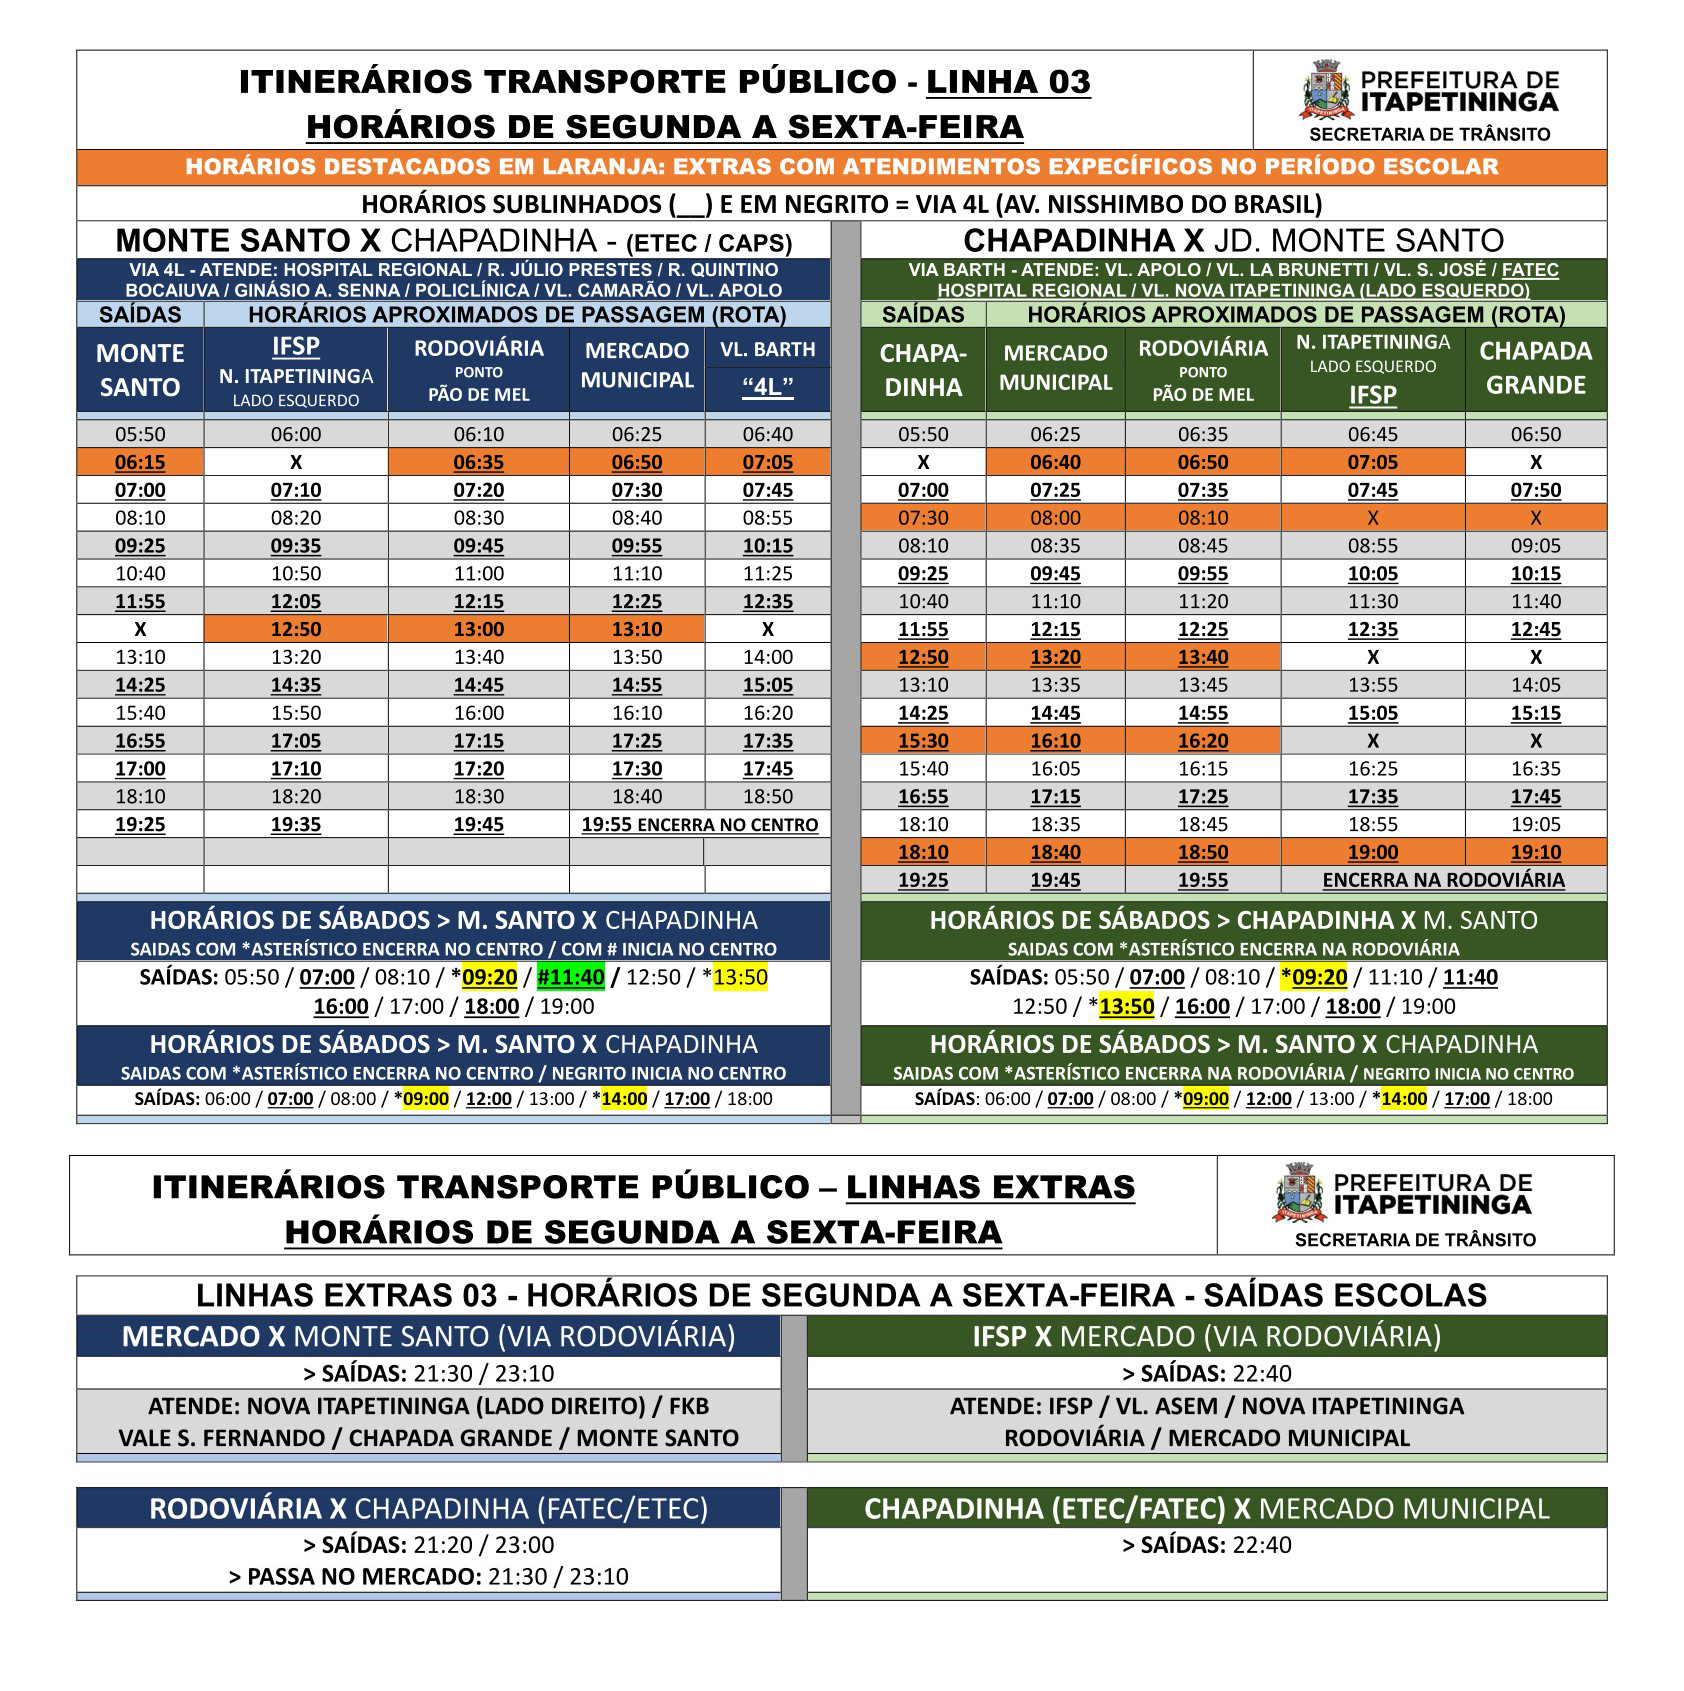 ITINERÁRIOS TRANSPORTE PÚBLICO - LINHA 03
HORÁRIOS DE SEGUNDA A SEXTA-FEIRA
PREFEITURA DE
ITAPETININGA
SECRETARIA DE TRÂNSITO
HORÁRIOS DESTACADOS EM LARANJA: EXTRAS COM ATENDIMENTOS EXPECÍFICOS NO PERÍODO ESCOLAR
HORÁRIOS SUBLINHADOS (__) E EM NEGRITO = VIA 4L (AV. NISSHIMBO DO BRASIL)
MONTE SANTO X CHAPADINHA - (ETEC / CAPS)
VIA 4L - ATENDE: HOSPITAL REGIONAL / R. JÚLIO PRESTES / R. QUINTINO
BOCAIUVA / GINÁSIO A. SENNA / POLICLÍNICA / VL. CAMARÃO / VL. APOLO
SAÍDAS HORÁRIOS APROXIMADOS DE PASSAGEM (ROTA)
MONTE SANTO IFSP N. ITAPETININGA LADO ESQUERDO RODOVIÁRIA PONTO PÃO DE MEL MERCADO MUNICIPAL VL. BARTH “4L”
05:50 06:00 06:10 06:25 06:40
06:15 X 06:35 06:50 07:05
07:00 07:10 07:20 07:30 07:45
08:10 08:20 08:30 08:40 08:55
09:25 09:35 09:45 09:55 10:15
10:40 10:50 11:00 11:10 11:25
11:55 12:05 12:15 12:25 12:35
X 12:50 13:00 13:10 X
13:10 13:20 13:40 13:50 14:00
14:25 14:35 14:45 14:55 15:05
15:40 15:50 16:00 16:10 16:20
16:55 17:05 17:15 17:25 17:35
17:00 17:10 17:20 17:30 17:45
18:10 18:20 18:30 18:40 18:50
19:25 19:35 19:45 19:55 ENCERRA NO CENTRO
CHAPADINHA X JD. MONTE SANTO
VIA BARTH - ATENDE: VL. APOLO / VL. LA BRUNETTI / VL. S. JOSÉ / FATEC
HOSPITAL REGIONAL / VL. NOVA ITAPETININGA (LADO ESQUERDO)
SAÍDAS HORÁRIOS APROXIMADOS DE PASSAGEM (ROTA)
CHAPA-DINHA MERCADO MUNICIPAL RODOVIÁRIA PONTO PÃO DE MEL N. ITAPETININGA LADO ESQUERDO IFSP CHAPADA GRANDE
05:50 06:25 06:35 06:45 06:50
X 06:40 06:50 07:05 X
07:00 07:25 07:35 07:45 07:50
07:30 08:00 08:10 X X
08:10 08:35 08:45 08:55 09:05
09:25 09:45 09:55 10:05 10:15
10:40 11:10 11:20 11:30 11:40
11:55 12:15 12:25 12:35 12:45
12:50 13:20 13:40 X X
13:10 13:35 13:45 13:55 14:05
14:25 14:45 14:55 15:05 15:15
15:30 16:10 16:20 X X
15:40 16:05 16:15 16:25 16:35
16:55 17:15 17:25 17:35 17:45
18:10 18:35 18:45 18:55 19:05
18:10 18:40 18:50 19:00 19:10
19:25 19:45 19:55 ENCERRA NA RODOVIÁRIA
HORÁRIOS DE SÁBADOS > M. SANTO X CHAPADINHA
SAIDAS COM *ASTERÍSTICO ENCERRA NO CENTRO / COM # INICIA NO CENTRO
SAÍDAS: 05:50 / 07:00 / 08:10 / *09:20 / #11:40 / 12:50 / *13:50
16:00 / 17:00 / 18:00 / 19:00
HORÁRIOS DE SÁBADOS > CHAPADINHA X M. SANTO
SAIDAS COM *ASTERÍSTICO ENCERRA NA RODOVIÁRIA
SAÍDAS: 05:50 / 07:00 / 08:10 / *09:20 / 11:10 / 11:40
12:50 / *13:50 / 16:00 / 17:00 / 18:00 / 19:00
HORÁRIOS DE SÁBADOS > M. SANTO X CHAPADINHA
SAIDAS COM *ASTERÍSTICO ENCERRA NO CENTRO / NEGRITO INICIA NO CENTRO
SAÍDAS: 06:00 / 07:00 / 08:00 / *09:00 / 12:00 / 13:00 / *14:00 / 17:00 / 18:00
HORÁRIOS DE SÁBADOS > M. SANTO X CHAPADINHA
SAIDAS COM *ASTERÍSTICO ENCERRA NA RODOVIÁRIA / NEGRITO INICIA NO CENTRO
SAÍDAS: 06:00 / 07:00 / 08:00 / *09:00 / 12:00 / 13:00 / *14:00 / 17:00 / 18:00
ITINERÁRIOS TRANSPORTE PÚBLICO – LINHAS EXTRAS
HORÁRIOS DE SEGUNDA A SEXTA-FEIRA
PREFEITURA DE
ITAPETININGA
SECRETARIA DE TRÂNSITO
LINHAS EXTRAS 03 - HORÁRIOS DE SEGUNDA A SEXTA-FEIRA - SAÍDAS ESCOLAS
MERCADO X MONTE SANTO (VIA RODOVIÁRIA)
> SAÍDAS: 21:30 / 23:10
ATENDE: NOVA ITAPETININGA (LADO DIREITO) / FKB
VALE S. FERNANDO / CHAPADA GRANDE / MONTE SANTO
IFSP X MERCADO (VIA RODOVIÁRIA)
> SAÍDAS: 22:40
ATENDE: IFSP / VL. ASEM / NOVA ITAPETININGA
RODOVIÁRIA / MERCADO MUNICIPAL
RODOVIÁRIA X CHAPADINHA (FATEC/ETEC)
> SAÍDAS: 21:20 / 23:00
> PASSA NO MERCADO: 21:30 / 23:10
CHAPADINHA (ETEC/FATEC) X MERCADO MUNICIPAL
> SAÍDAS: 22:40